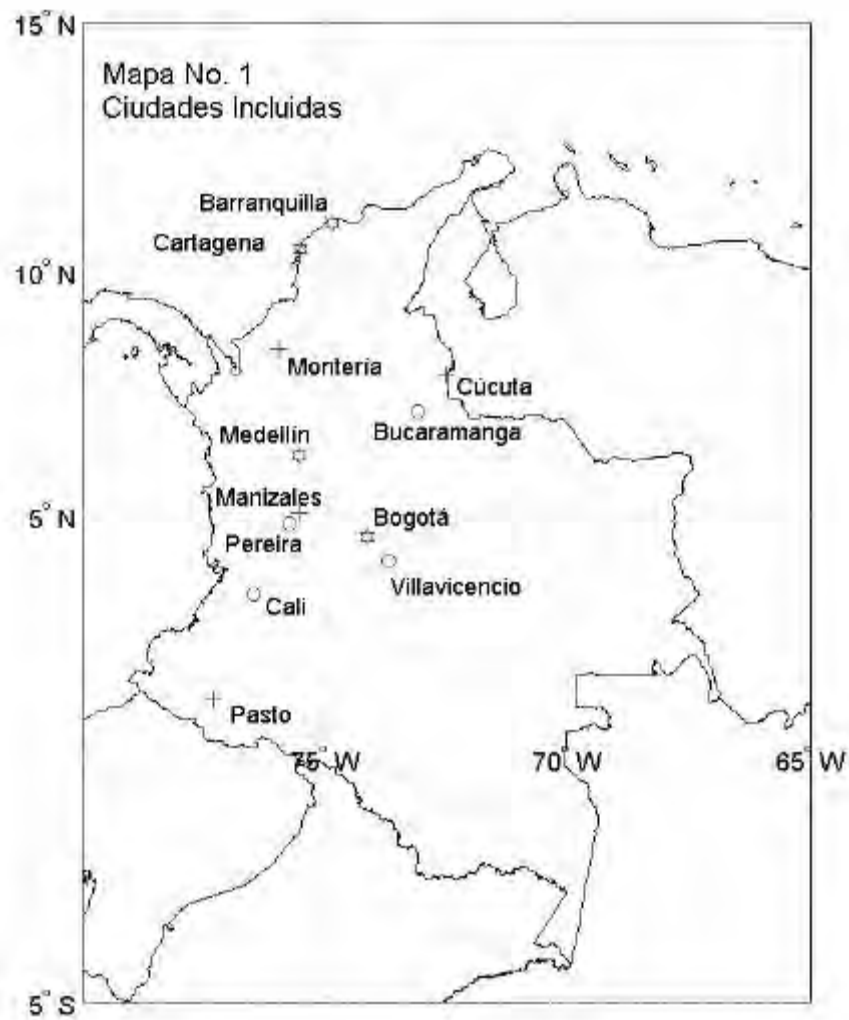 15° N
Mapa No. 1
Ciudades Incluidas
Barranquilla
Cartagena
10° N
Montería
Cúcuta
Bucaramanga
Medellín
Manizales
5° N
Bogotá
Pereira
Villavicencio
Cali
Pasto
75° W
70° W
65° W
5° S